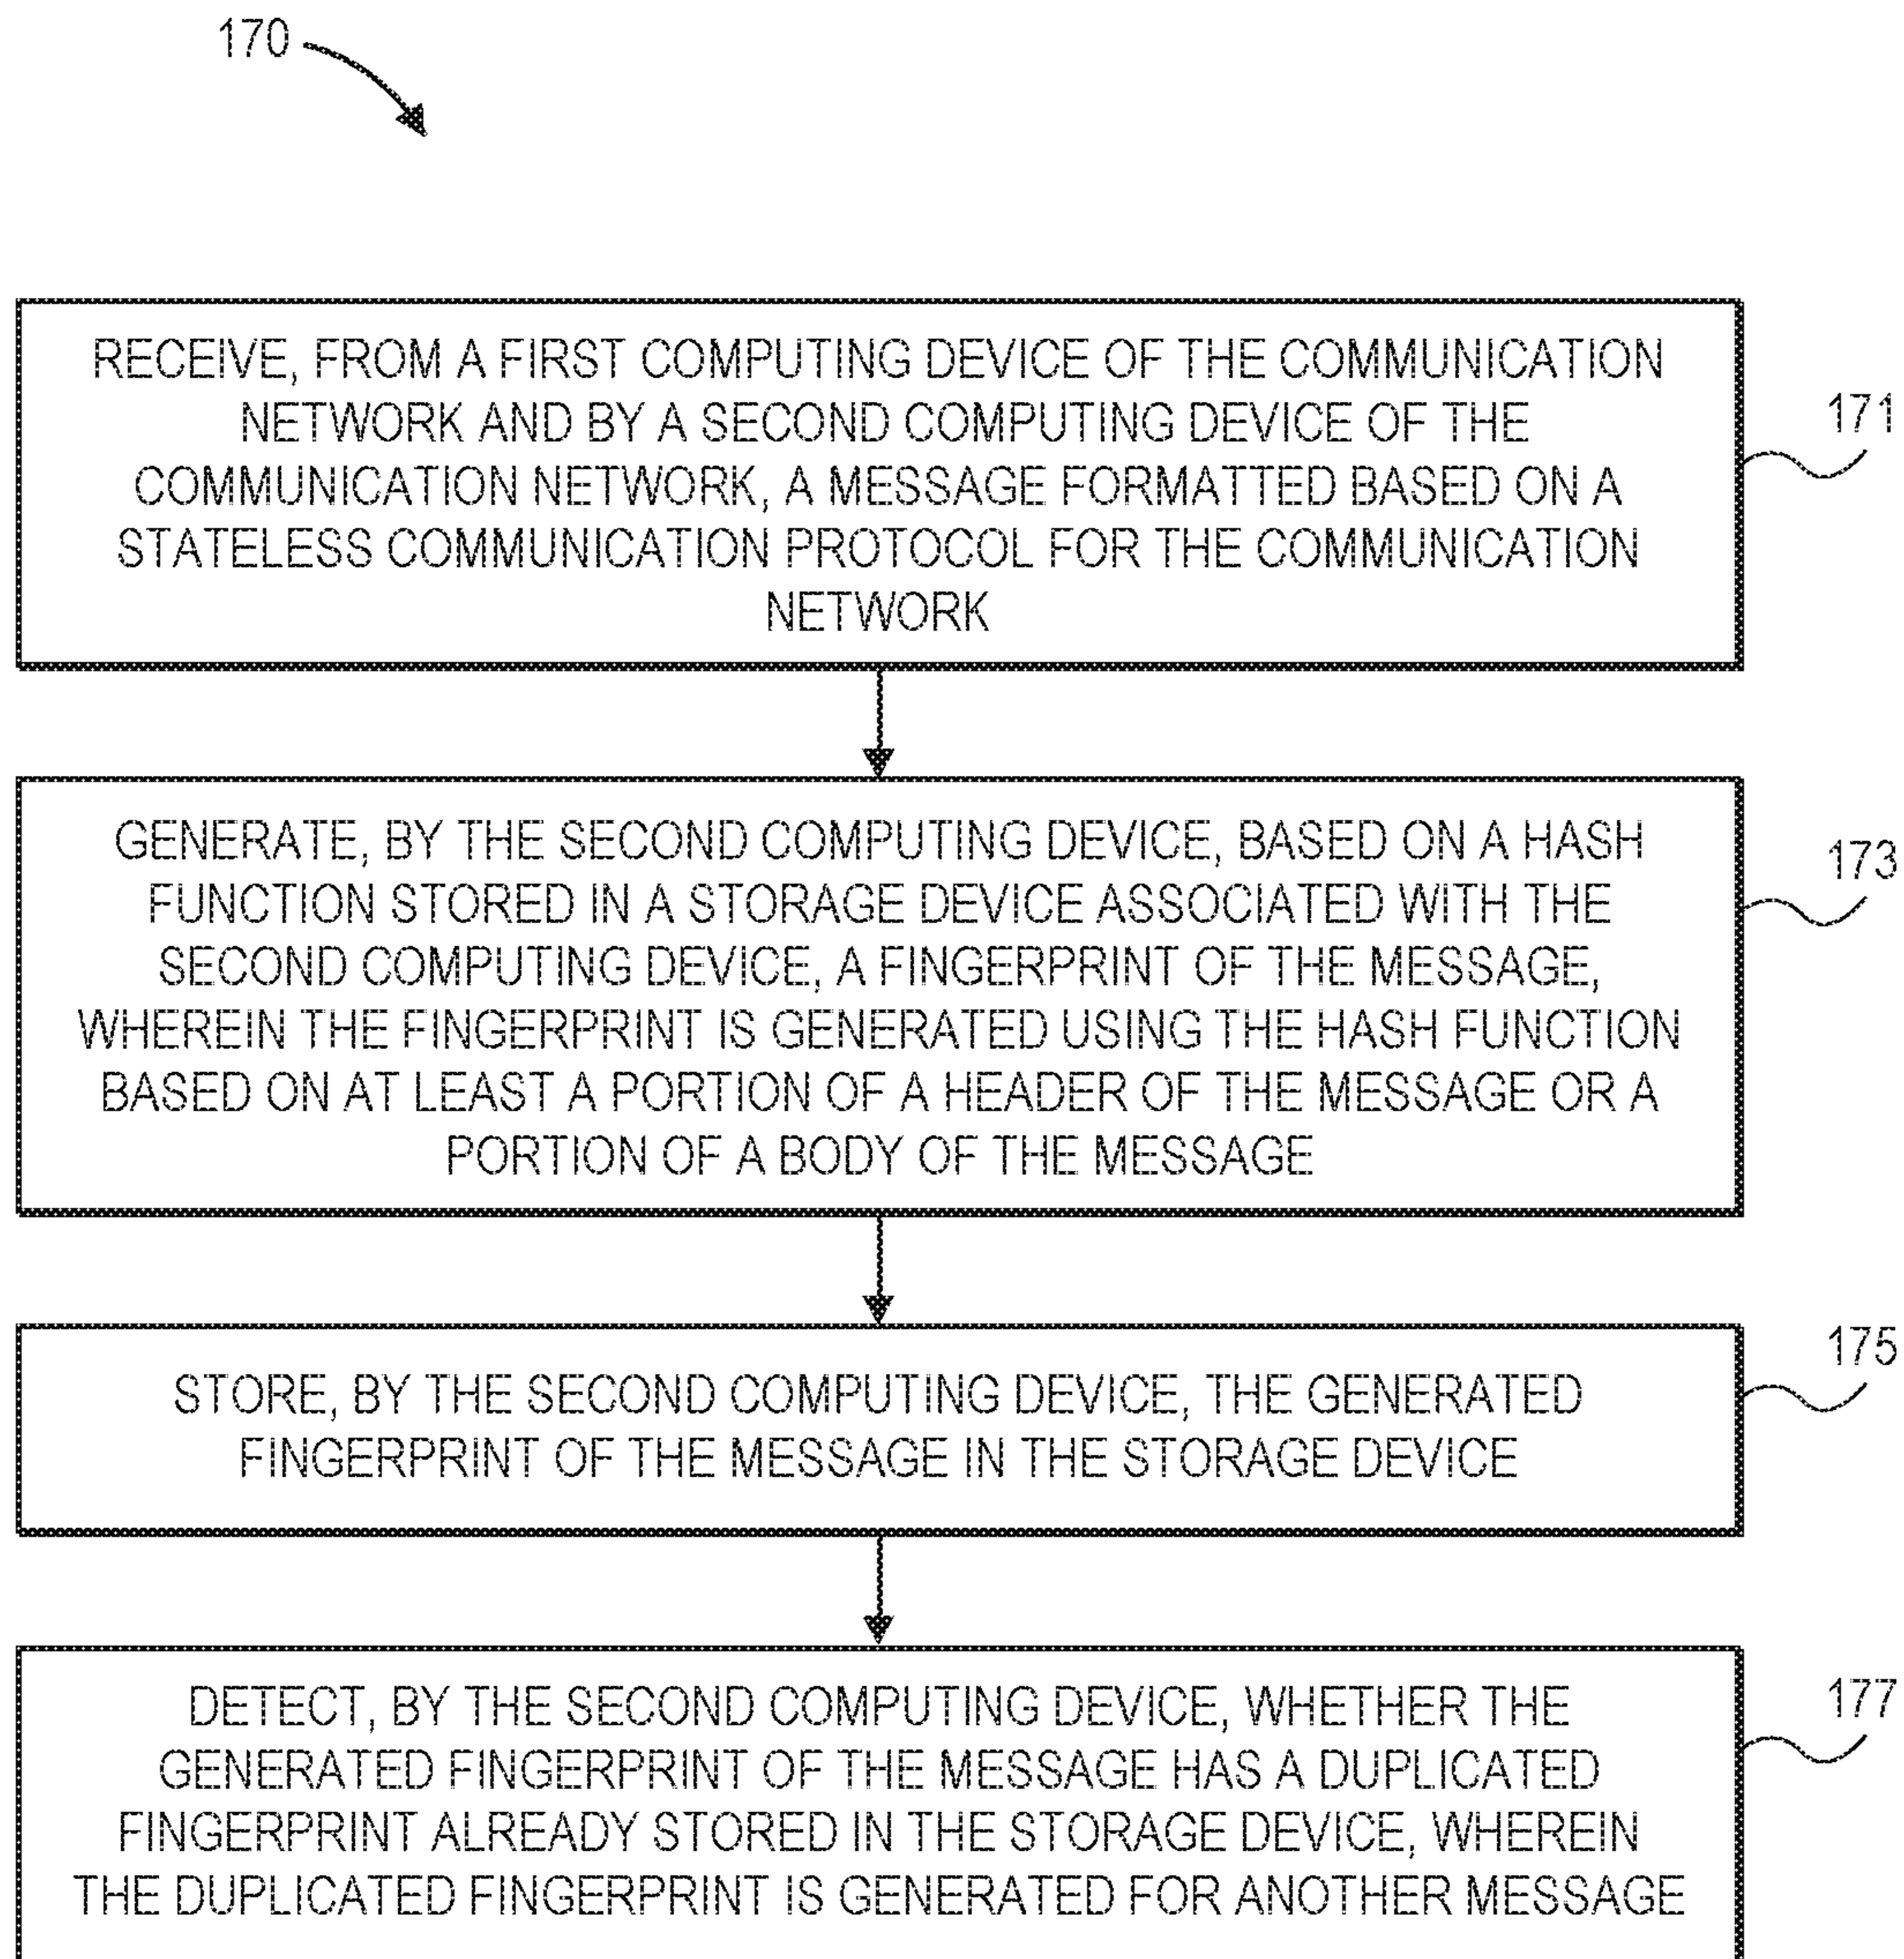 170
RECEIVE, FROM A FIRST COMPUTING DEVICE OF THE COMMUNICATION
NETWORK AND BY A SECOND COMPUTING DEVICE OF THE
COMMUNICATION NETWORK, A MESSAGE FORMATTED BASED ON A
STATELESS COMMUNICATION PROTOCOL FOR THE COMMUNICATION
NETWORK
171
GENERATE, BY THE SECOND COMPUTING DEVICE, BASED ON A HASH
FUNCTION STORED IN A STORAGE DEVICE ASSOCIATED WITH THE
SECOND COMPUTING DEVICE, A FINGERPRINT OF THE MESSAGE,
WHEREIN THE FINGERPRINT IS GENERATED USING THE HASH FUNCTION
BASED ON AT LEAST A PORTION OF A HEADER OF THE MESSAGE OR A
PORTION OF A BODY OF THE MESSAGE
173
STORE, BY THE SECOND COMPUTING DEVICE, THE GENERATED
FINGERPRINT OF THE MESSAGE IN THE STORAGE DEVICE
175
DETECT, BY THE SECOND COMPUTING DEVICE, WHETHER THE
GENERATED FINGERPRINT OF THE MESSAGE HAS A DUPLICATED
FINGERPRINT ALREADY STORED IN THE STORAGE DEVICE, WHEREIN
THE DUPLICATED FINGERPRINT IS GENERATED FOR ANOTHER MESSAGE
177